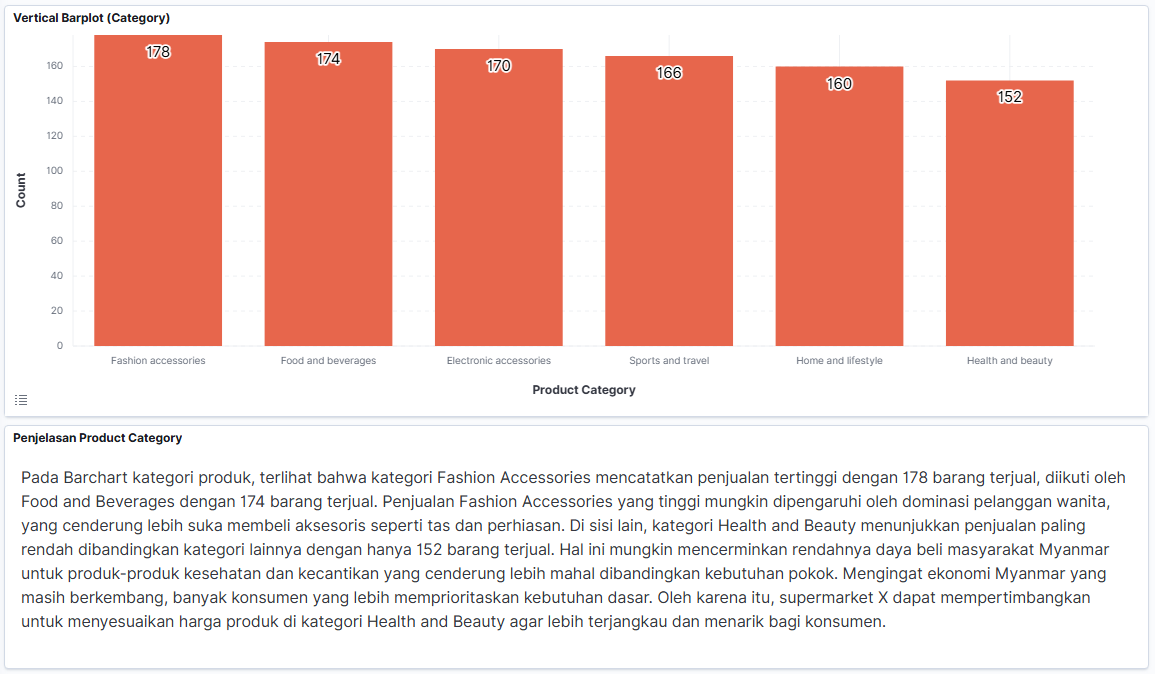 Vertical Barplot (Category)
178
174
170
166
160
152
160
140
120
100
80
60
40
20
0
Count
Fashion accessories
Food and beverages
Electronic accessories
Sports and travel
Home and lifestyle
Health and beauty
Product Category
Penjelasan Product Category
Pada Barchart kategori produk, terlihat bahwa kategori Fashion Accessories mencatatkan penjualan tertinggi dengan 178 barang terjual, diikuti oleh
Food and Beverages dengan 174 barang terjual. Penjualan Fashion Accessories yang tinggi mungkin dipengaruhi oleh dominasi pelanggan wanita,
yang cenderung lebih suka membeli aksesoris seperti tas dan perhiasan. Di sisi lain, kategori Health and Beauty menunjukkan penjualan paling
rendah dibandingkan kategori lainnya dengan hanya 152 barang terjual. Hal ini mungkin mencerminkan rendahnya daya beli masyarakat Myanmar
untuk produk-produk kesehatan dan kecantikan yang cenderung lebih mahal dibandingkan kebutuhan pokok. Mengingat ekonomi Myanmar yang
masih berkembang, banyak konsumen yang lebih memprioritaskan kebutuhan dasar. Oleh karena itu, supermarket X dapat mempertimbangkan
untuk menyesuaikan harga produk di kategori Health and Beauty agar lebih terjangkau dan menarik bagi konsumen.